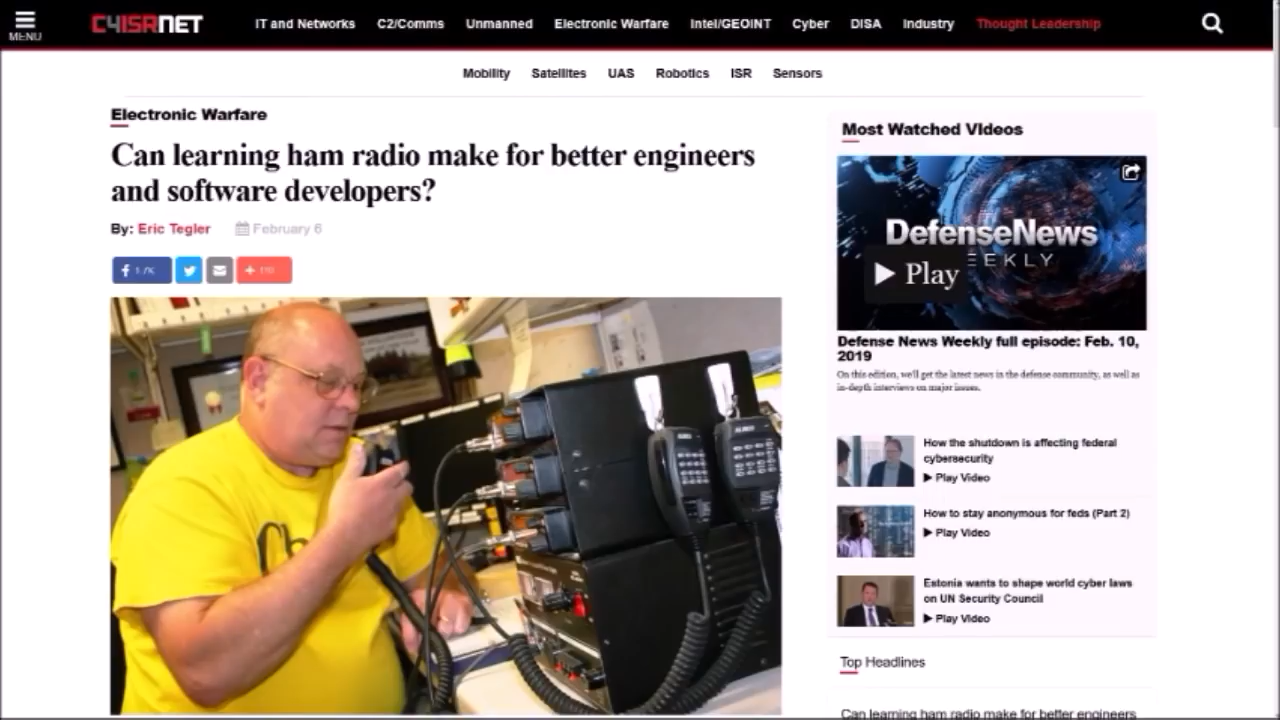 MENU
C4ISRNET
IT and Networks
C2/Comms
Unmanned
Electronic Warfare
Intel/GEOINT
Cyber
DISA
Industry
Thought Leadership
Mobility
Satellites
UAS
Robotics
ISR
Sensors
Electronic Warfare
Can learning ham radio make for better engineers
and software developers?
By: Eric Tegler
February 6
Most Watched Videos
DefenseNews
Play
Defense News Weekly full episode: Feb. 10,
2019
On this edition, we'll get the latest news in the defense community, as well as
in-depth interviews on major issues.
How the shutdown is affecting federal
cybersecurity
Play Video
How to stay anonymous for feds (Part 2)
Play Video
Estonia wants to shape world cyber laws
on UN Security Council
Play Video
Top Headlines
Can learning ham radio make for better engineers